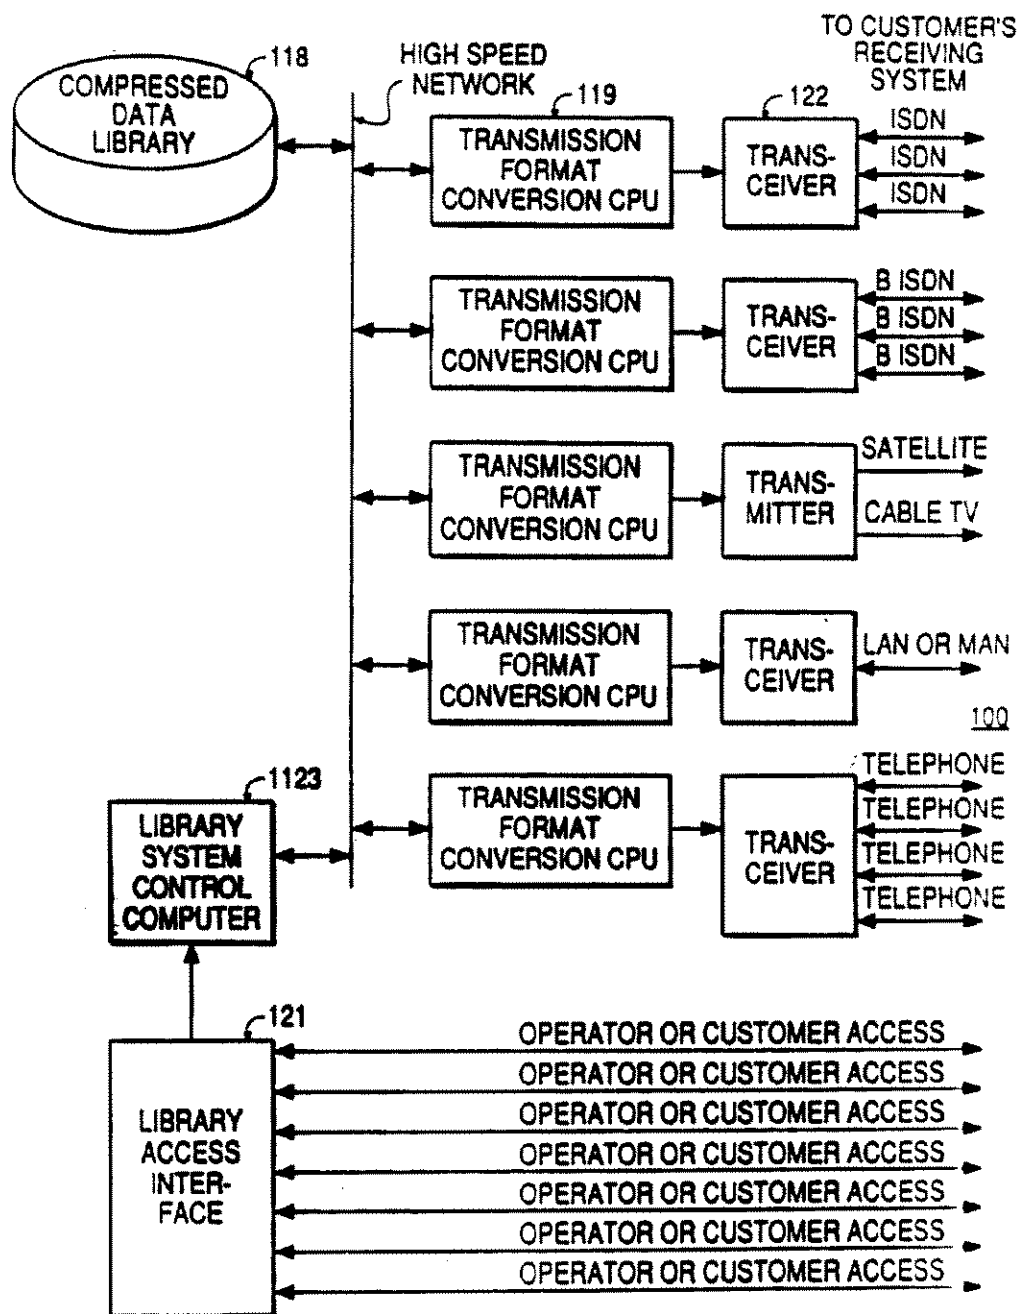 TO CUSTOMER'S
RECEIVING
SYSTEM
118
COMPRESSED
DATA
LIBRARY
HIGH SPEED
NETWORK
119
TRANSMISSION
FORMAT
CONVERSION CPU
122
TRANS-
CEIVER
ISDN
ISDN
ISDN
TRANSMISSION
FORMAT
CONVERSION CPU
TRANS-
CEIVER
B ISDN
B ISDN
B ISDN
TRANSMISSION
FORMAT
CONVERSION CPU
TRANS-
MITTER
SATELLITE
CABLE TV
TRANSMISSION
FORMAT
CONVERSION CPU
TRANS-
CEIVER
LAN OR MAN
100
1123
LIBRARY
SYSTEM
CONTROL
COMPUTER
TRANSMISSION
FORMAT
CONVERSION CPU
TRANS-
CEIVER
TELEPHONE
TELEPHONE
TELEPHONE
TELEPHONE
121
LIBRARY
ACCESS
INTER-
FACE
OPERATOR OR CUSTOMER ACCESS
OPERATOR OR CUSTOMER ACCESS
OPERATOR OR CUSTOMER ACCESS
OPERATOR OR CUSTOMER ACCESS
OPERATOR OR CUSTOMER ACCESS
OPERATOR OR CUSTOMER ACCESS
OPERATOR OR CUSTOMER ACCESS